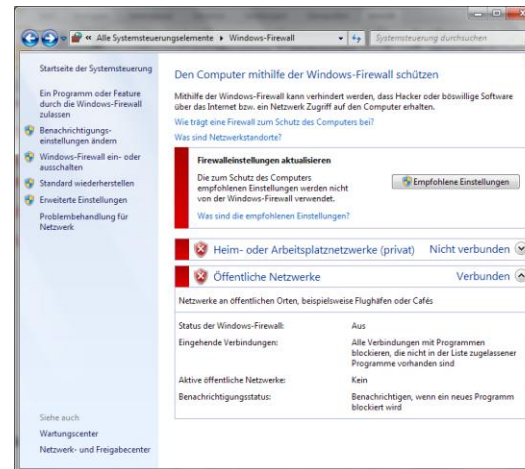 « Alle Systemsteuerungselemente ▸ Windows-Firewall
Systemsteuerung durchsuchen
Startseite der Systemsteuerung
Ein Programm oder Feature
durch die Windows-Firewall
zulassen
Benachrichtigungs-
einstellungen ändern
Windows-Firewall ein- oder
ausschalten
Standard wiederherstellen
Erweiterte Einstellungen
Problembehandlung für
Netzwerk
Siehe auch
Wartungscenter
Netzwerk- und Freigabecenter
Den Computer mithilfe der Windows-Firewall schützen
Mithilfe der Windows-Firewall kann verhindert werden, dass Hacker oder böswillige Software
über das Internet bzw. ein Netzwerk Zugriff auf den Computer erhalten.
Wie trägt eine Firewall zum Schutz des Computers bei?
Was sind Netzwerkstandorte?
Firewalleinstellungen aktualisieren
Die zum Schutz des Computers
empfohlenen Einstellungen werden nicht
von der Windows-Firewall verwendet.
Empfohlene Einstellungen
Was sind die empfohlenen Einstellungen?
Heim- oder Arbeitsplatznetzwerke (privat) Nicht verbunden
Öffentliche Netzwerke Verbunden
Netzwerke an öffentlichen Orten, beispielsweise Flughäfen oder Cafés
Status der Windows-Firewall: Aus
Eingehende Verbindungen: Alle Verbindungen mit Programmen
blockieren, die nicht in der Liste zugelassener
Programme vorhanden sind
Aktive öffentliche Netzwerke: Kein
Benachrichtigungsstatus: Benachrichtigen, wenn ein neues Programm
blockiert wird